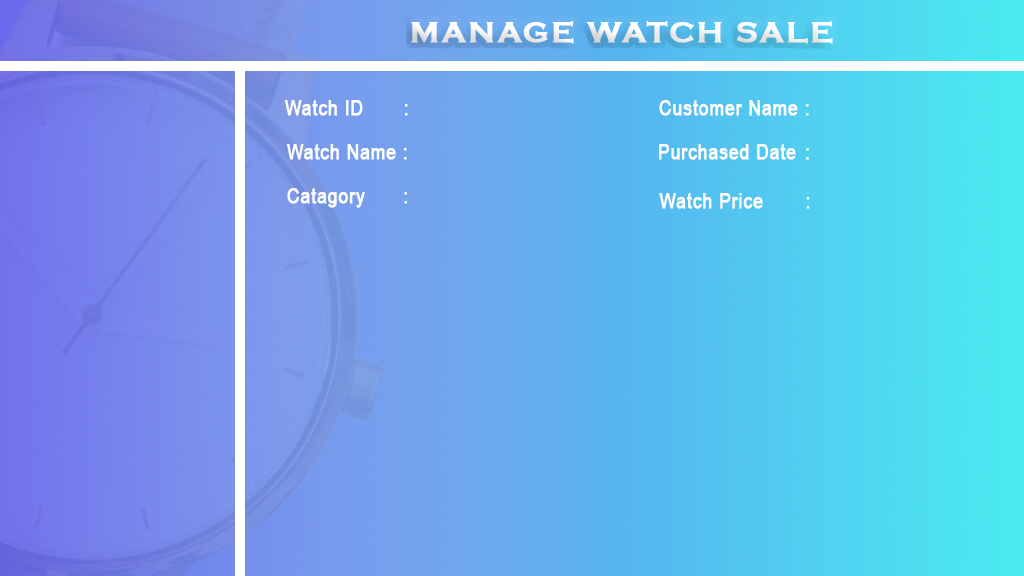 MANAGE WATCH SALE
Watch ID :
Customer Name :
Watch Name :
Purchased Date :
Catagory :
Watch Price :